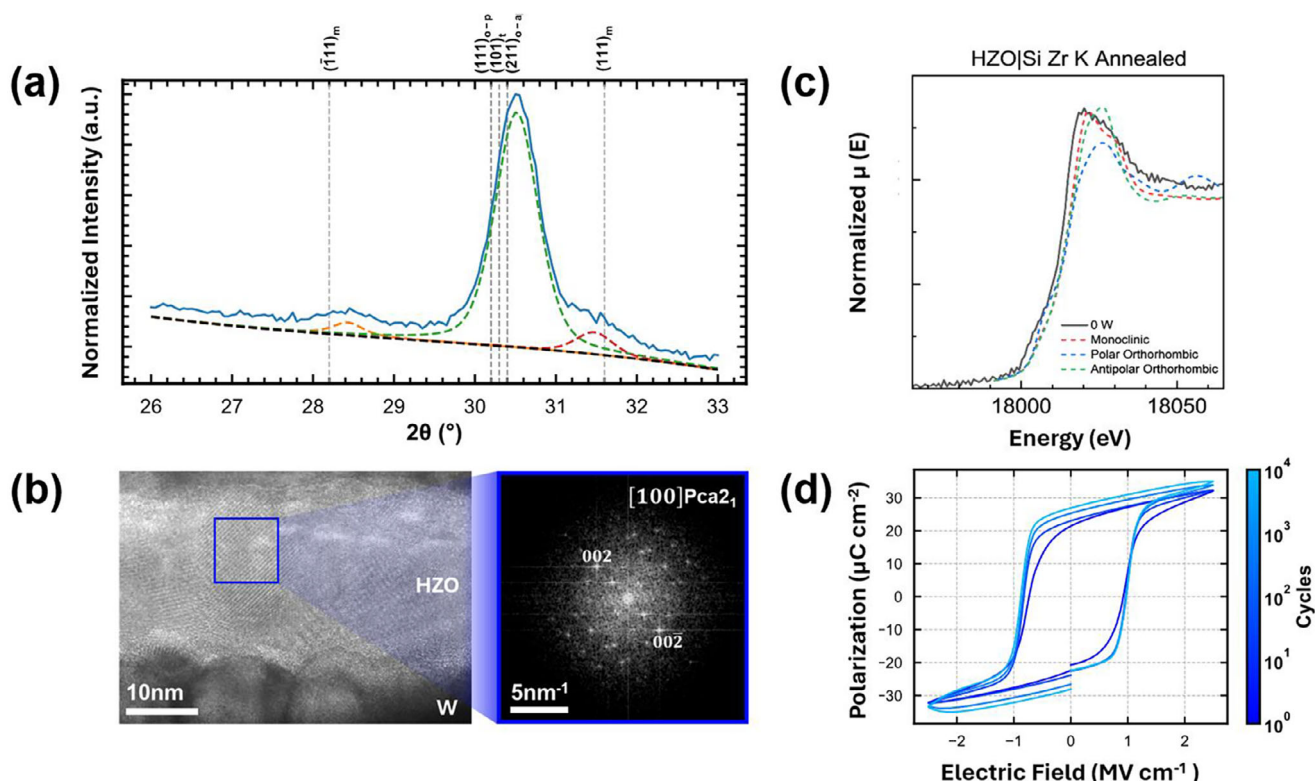 (a)
(1̄11)m
(111)o-p
(101)t
(211)o-a
(111)m
Normalized Intensity (a.u.)
26 27 28 29 30 31 32 33
2θ (°)
(c)
HZO|Si Zr K Annealed
Normalized μ (E)
0 W
Monoclinic
Polar Orthorhombic
Antipolar Orthorhombic
18000 18050
Energy (eV)
(b)
HZO
W
10nm
[100]Pca2₁
002
002̄
5nm⁻¹
(d)
Polarization (μC cm⁻²)
30
20
10
0
−10
−20
−30
−2 −1 0 1 2
Electric Field (MV cm⁻¹)
10⁴
10³
10²
10¹
10⁰
Cycles